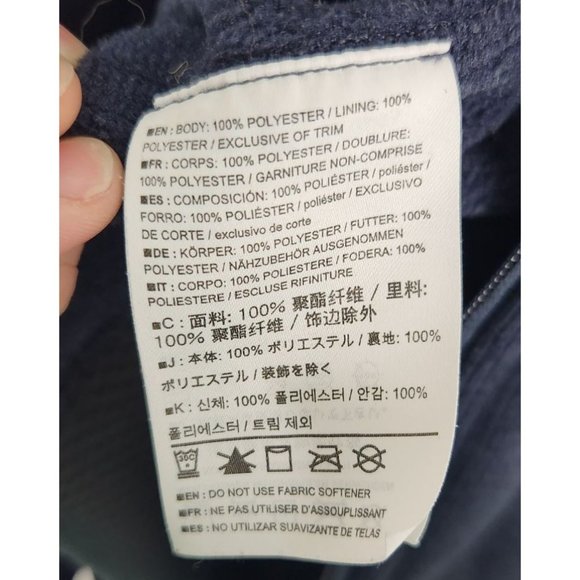 ■EN: BODY: 100% POLYESTER / LINING: 100%
POLYESTER / EXCLUSIVE OF TRIM
■FR : CORPS: 100% POLYESTER / DOUBLURE:
100% POLYESTER / GARNITURE NON-COMPRISE
■ES : COMPOSICIÓN: 100% POLIÉSTER / poliéster /
FORRO: 100% POLIÉSTER / poliéster / EXCLUSIVO
DE CORTE / exclusivo de corte
■DE : KÖRPER: 100% POLYESTER / FUTTER: 100%
POLYESTER / NÄHZUBEHÖR AUSGENOMMEN
■IT : CORPO: 100% POLIESTERE / FODERA: 100%
POLIESTERE / ESCLUSE RIFINITURE
■C : 面料: 100% 聚酯纤维 / 里料:
100% 聚酯纤维 / 饰边除外
■J : 本体: 100% ポリエステル / 裏地 : 100%
ポリエステル / 装飾を除く
■K : 신체: 100% 폴리에스터 / 안감: 100%
폴리에스터 / 트림 제외
30C
■EN : DO NOT USE FABRIC SOFTENER
■FR : NE PAS UTILISER D'ASSOUPLISSANT
■ES : NO UTILIZAR SUAVIZANTE DE TELAS